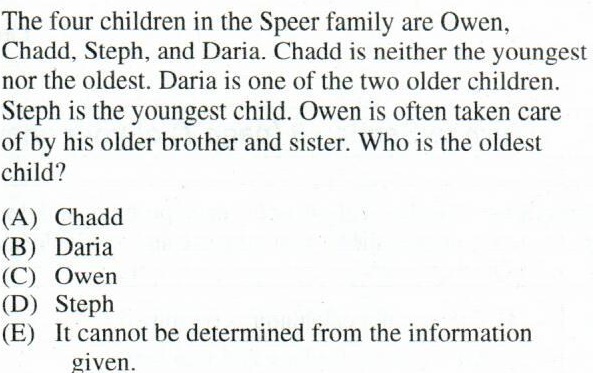 The four children in the Speer family are Owen,
Chadd, Steph, and Daria. Chadd is neither the youngest
nor the oldest. Daria is one of the two older children.
Steph is the youngest child. Owen is often taken care
of by his older brother and sister. Who is the oldest
child?
(A) Chadd
(B) Daria
(C) Owen
(D) Steph
(E) It cannot be determined from the information
given.